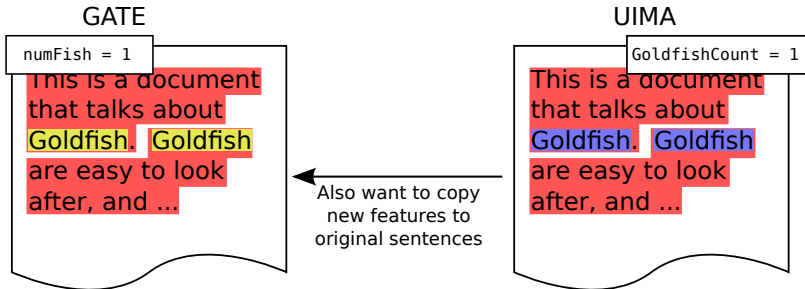 GATE
numFish = 1
This is a document
that talks about
Goldfish. Goldfish
are easy to look
after, and ...
Also want to copy
new features to
original sentences
UIMA
GoldfishCount = 1
This is a document
that talks about
Goldfish. Goldfish
are easy to look
after, and ...